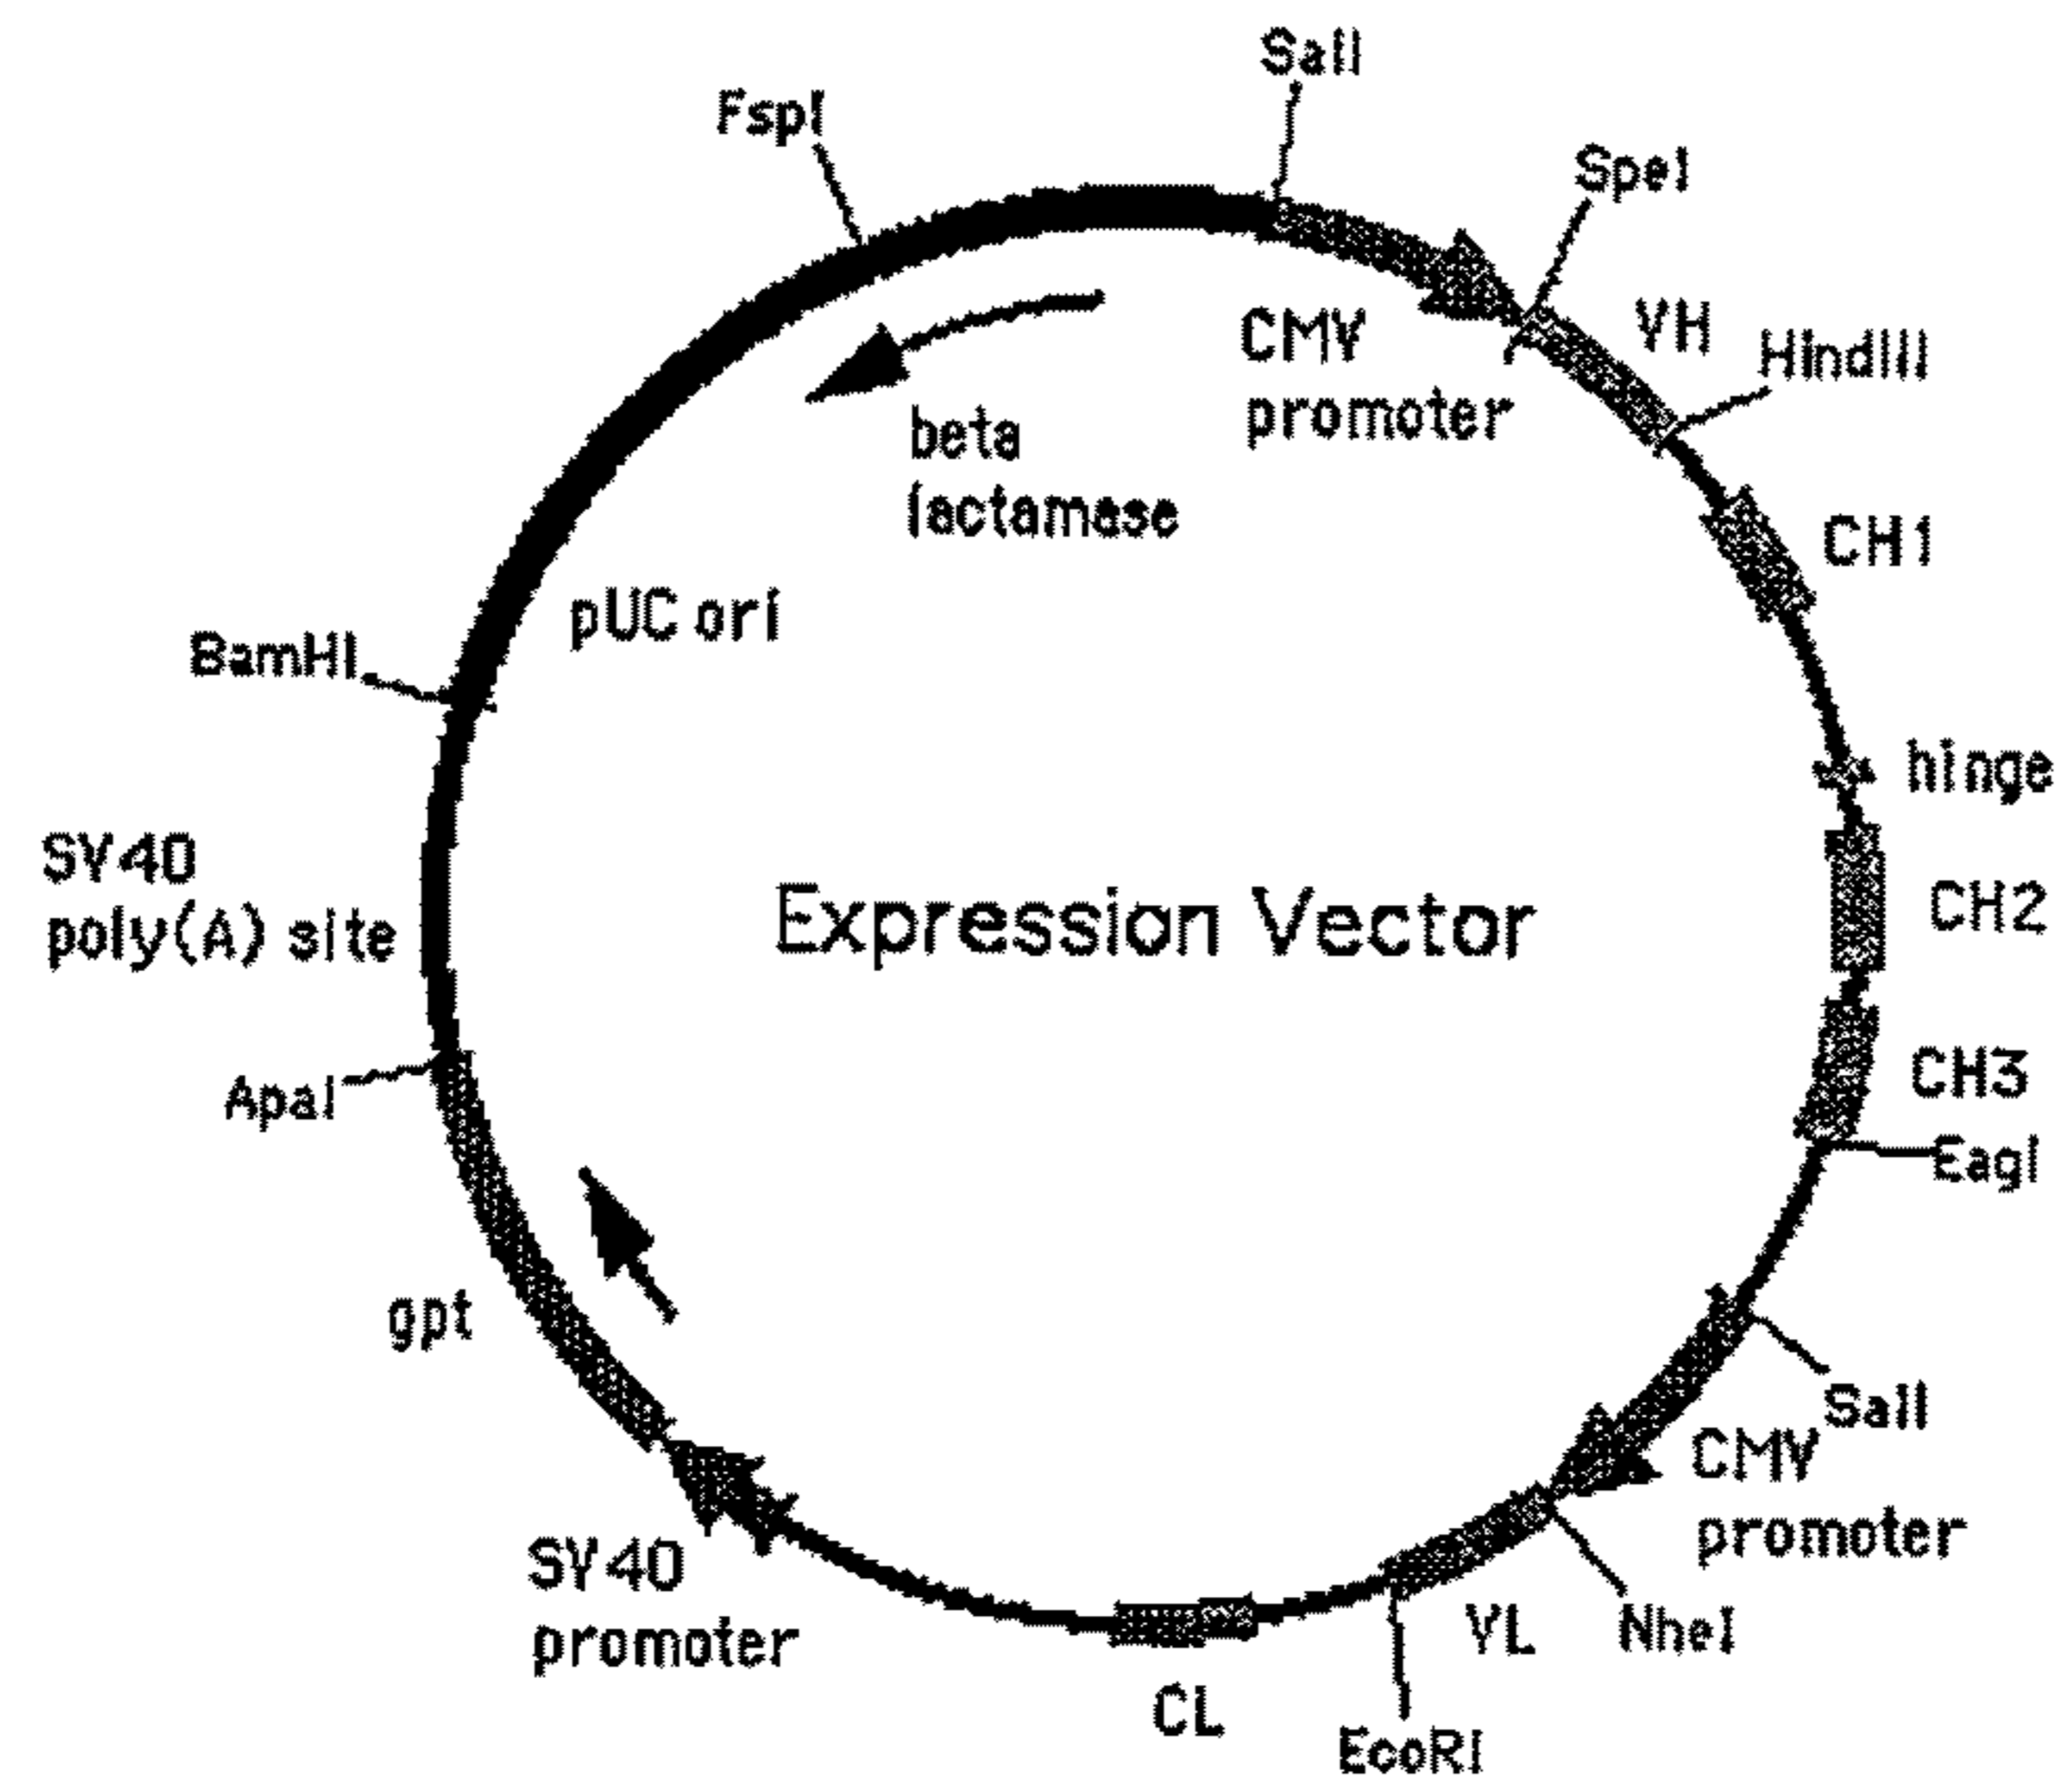 SalI
FspI
SpeI
VH
HindIII
CMV
promoter
beta
lactamase
CH1
pUC ori
BamHI
hinge
SV40
poly(A) site
Expression Vector
CH2
CH3
ApaI
EagI
gpt
SalI
CMV
promoter
SV40
promoter
VL
NheI
CL
EcoRI